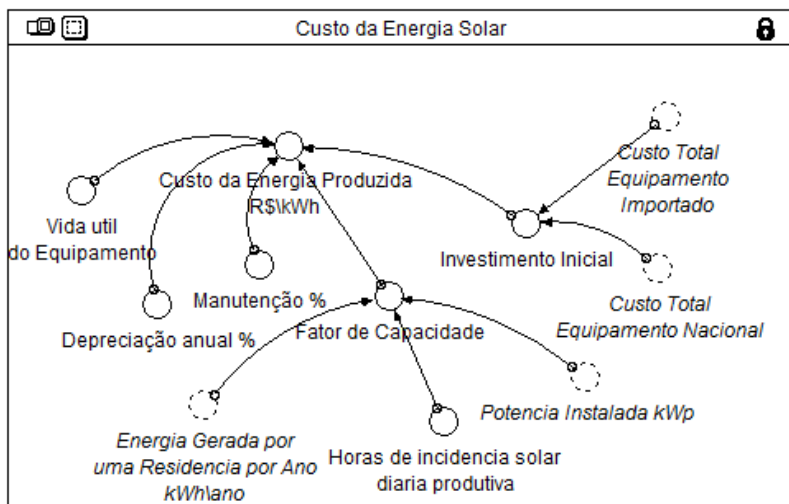 Custo da Energia Solar
Custo da Energia Produzida
R$\kWh
Custo Total
Equipamento
Importado
Vida util
do Equipamento
Investimento Inicial
Manutenção %
Depreciação anual %
Fator de Capacidade
Custo Total
Equipamento Nacional
Energia Gerada por
uma Residencia por Ano
kWh\ano
Horas de incidencia solar
diaria produtiva
Potencia Instalada kWp